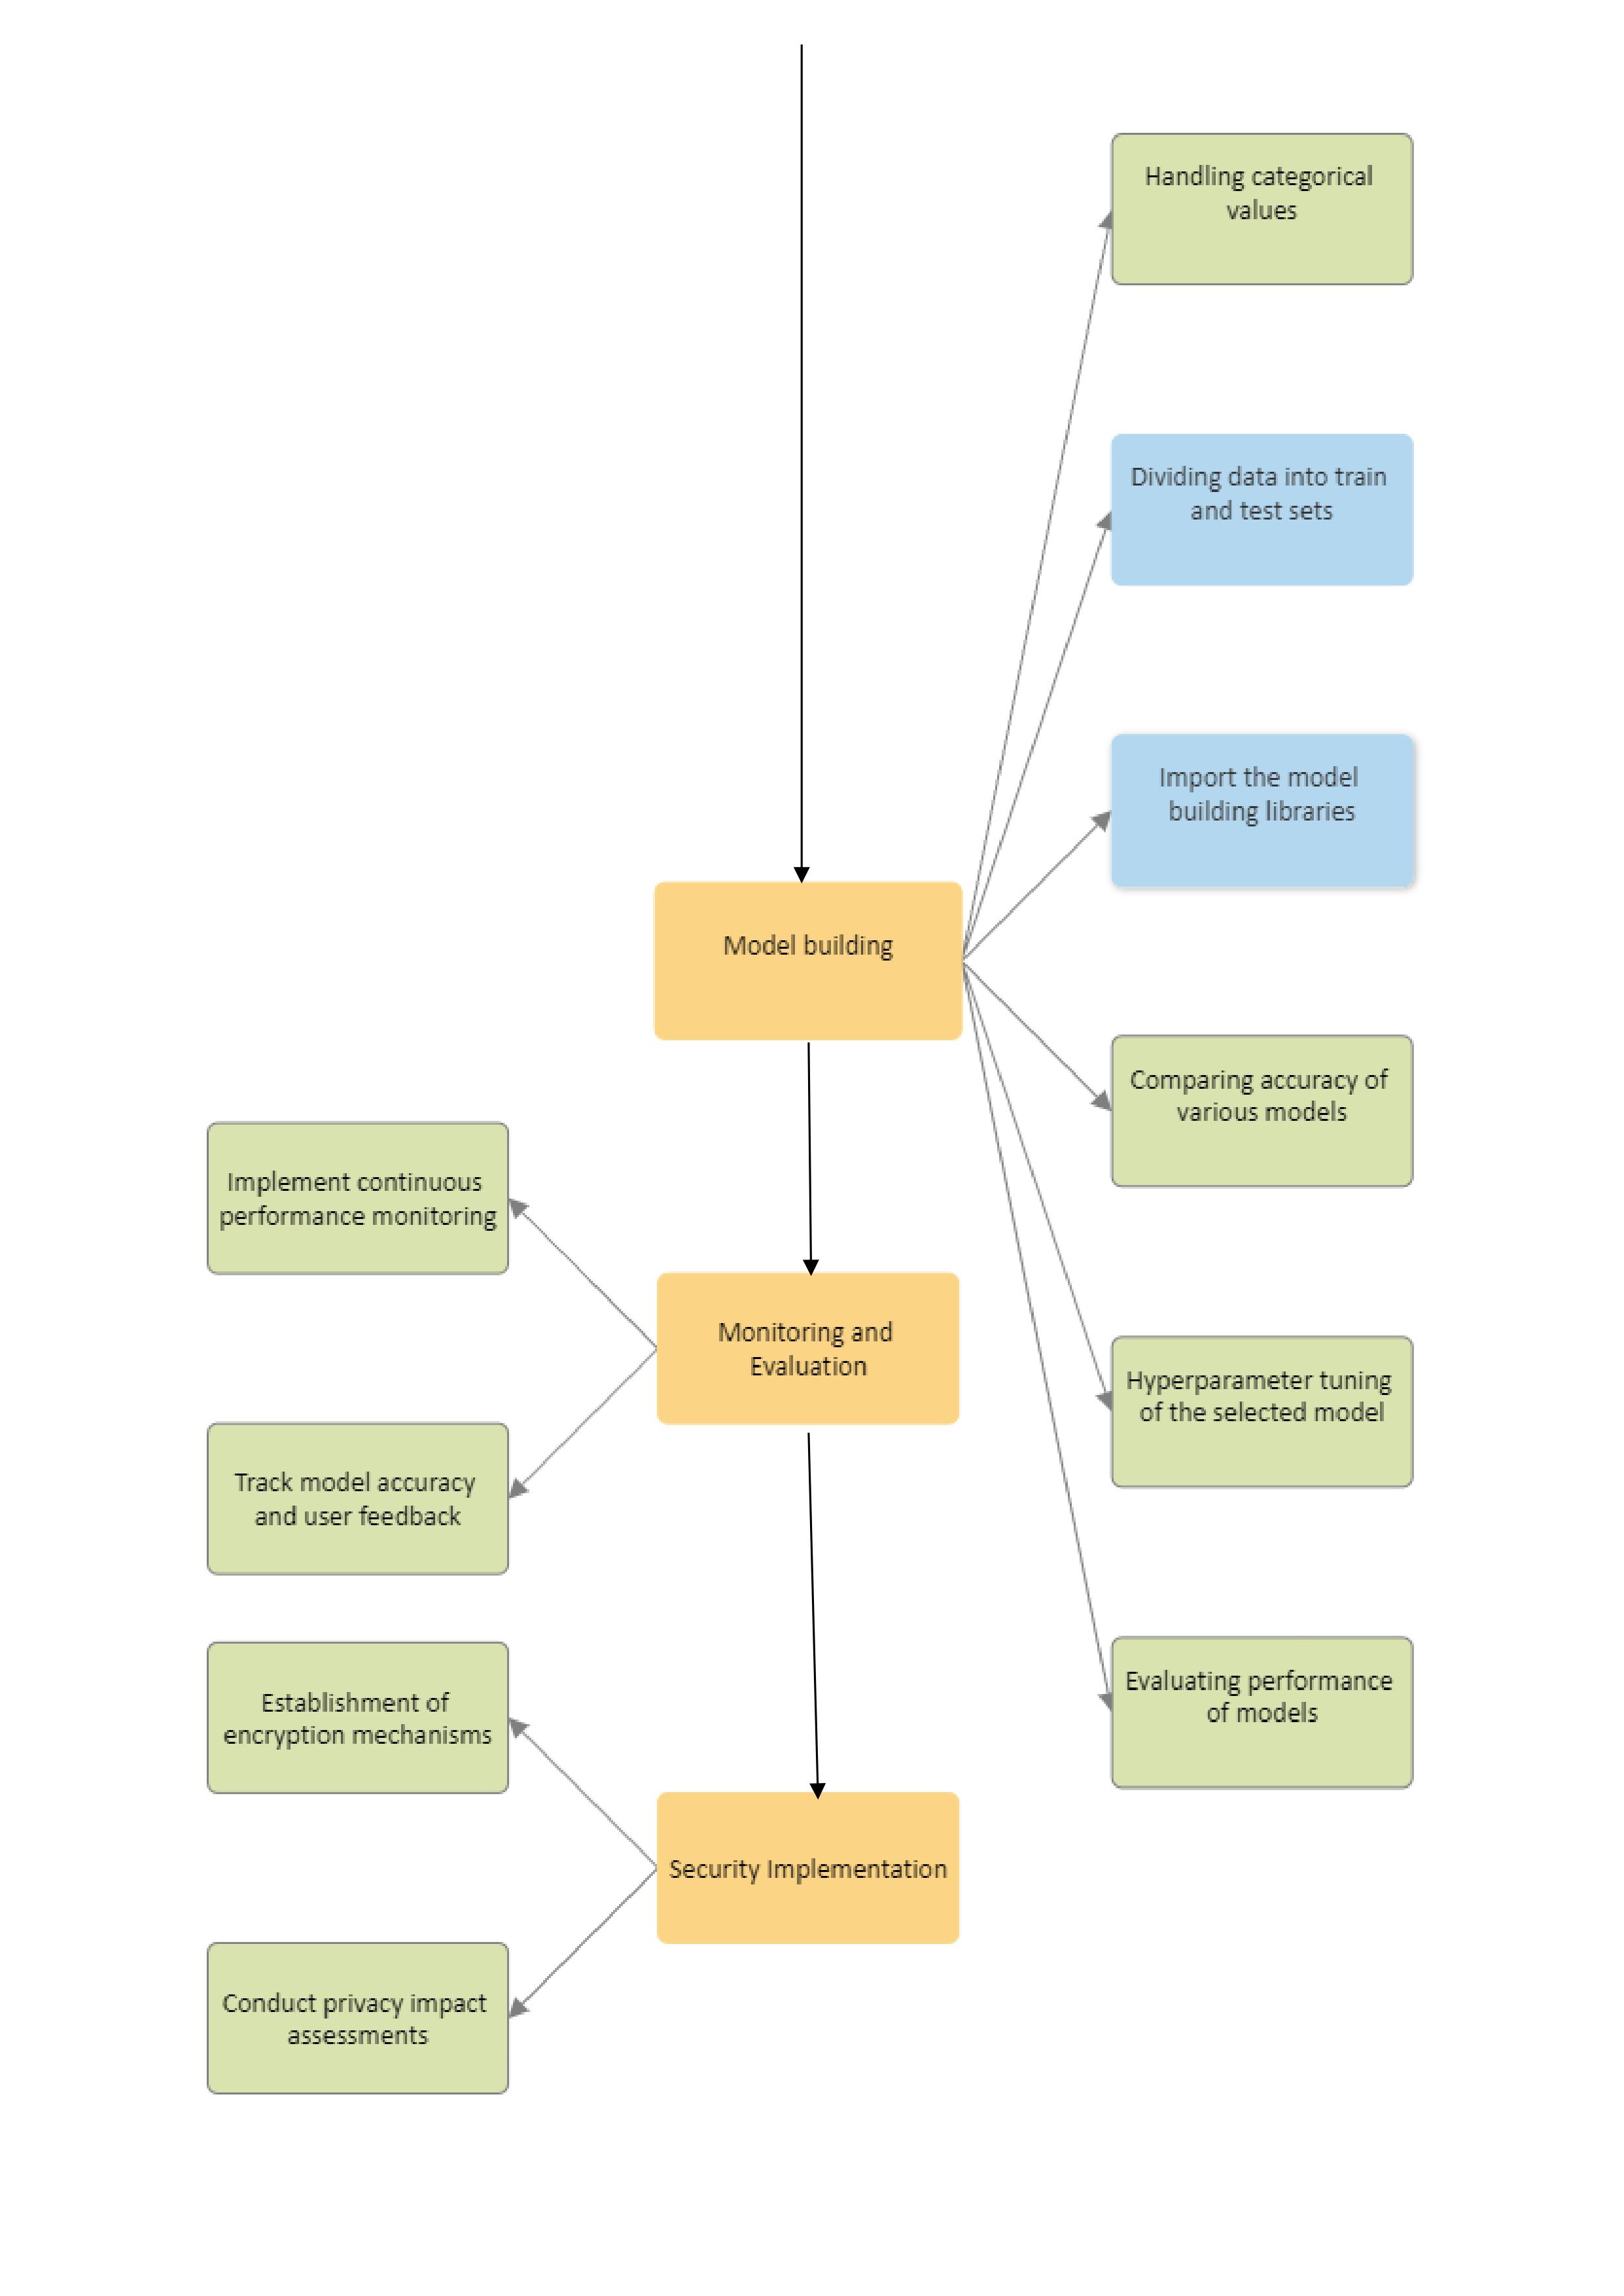 Handling categorical
values
Dividing data into train
and test sets
Import the model
building libraries
Model building
Comparing accuracy of
various models
Implement continuous
performance monitoring
Monitoring and
Evaluation
Hyperparameter tuning
of the selected model
Track model accuracy
and user feedback
Evaluating performance
of models
Establishment of
encryption mechanisms
Security Implementation
Conduct privacy impact
assessments